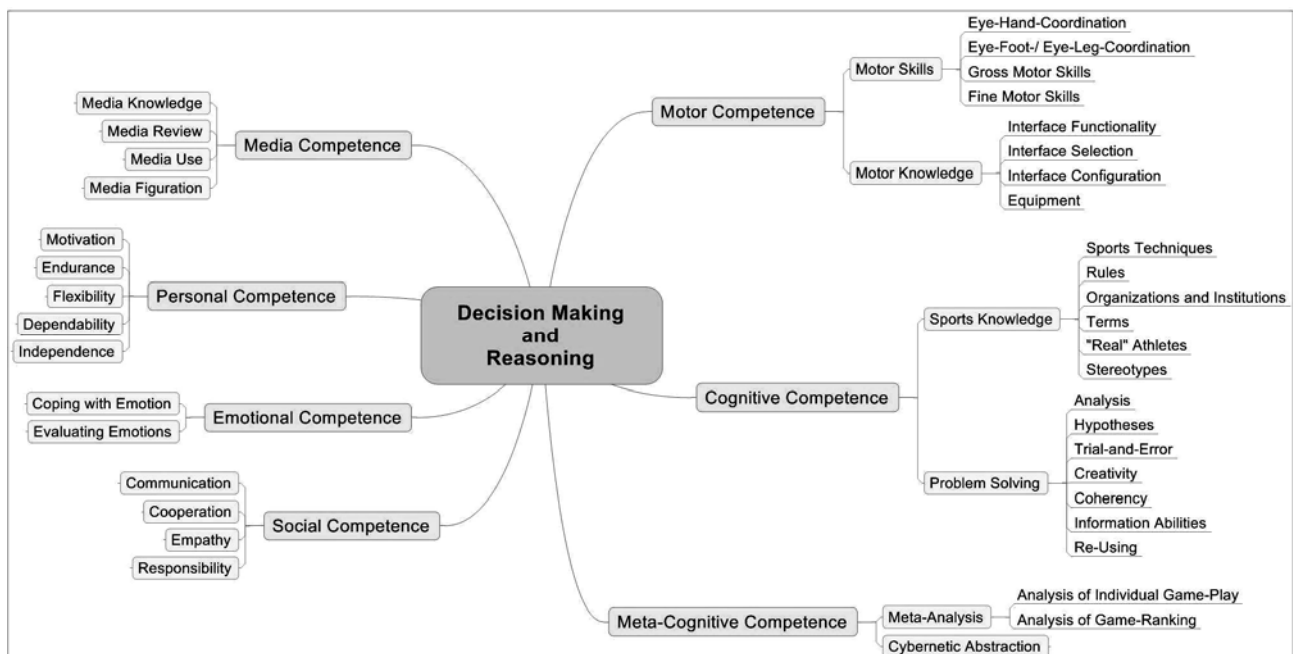 Decision Making
and
Reasoning
Media Competence
Media Knowledge
Media Review
Media Use
Media Figuration
Personal Competence
Motivation
Endurance
Flexibility
Dependability
Independence
Emotional Competence
Coping with Emotion
Evaluating Emotions
Social Competence
Communication
Cooperation
Empathy
Responsibility
Motor Competence
Motor Skills
Eye-Hand-Coordination
Eye-Foot-/ Eye-Leg-Coordination
Gross Motor Skills
Fine Motor Skills
Motor Knowledge
Interface Functionality
Interface Selection
Interface Configuration
Equipment
Cognitive Competence
Sports Knowledge
Sports Techniques
Rules
Organizations and Institutions
Terms
"Real" Athletes
Stereotypes
Problem Solving
Analysis
Hypotheses
Trial-and-Error
Creativity
Coherency
Information Abilities
Re-Using
Meta-Cognitive Competence
Meta-Analysis
Analysis of Individual Game-Play
Analysis of Game-Ranking
Cybernetic Abstraction